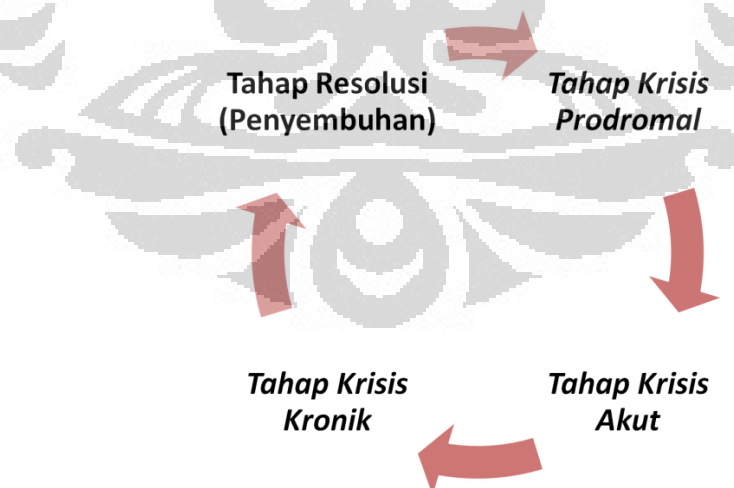 Tahap Resolusi
(Penyembuhan)
Tahap Krisis
Prodromal
Tahap Krisis
Kronik
Tahap Krisis
Akut